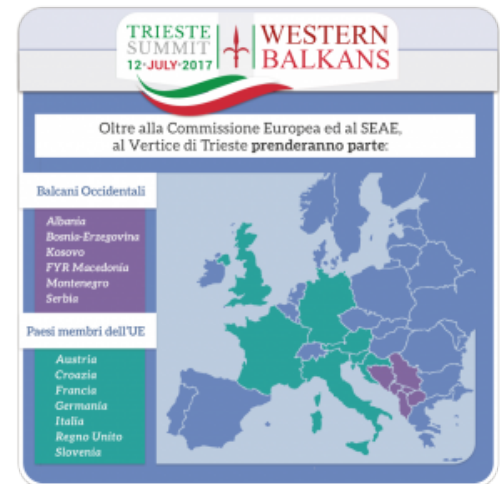 TRIESTE
SUMMIT
12•JULY•2017
WESTERN
BALKANS
Oltre alla Commissione Europea ed al SEAE,
al Vertice di Trieste prenderanno parte:
Balcani Occidentali
Albania
Bosnia-Erzegovina
Kosovo
FYR Macedonia
Montenegro
Serbia
Paesi membri dell'UE
Austria
Croazia
Francia
Germania
Italia
Regno Unito
Slovenia